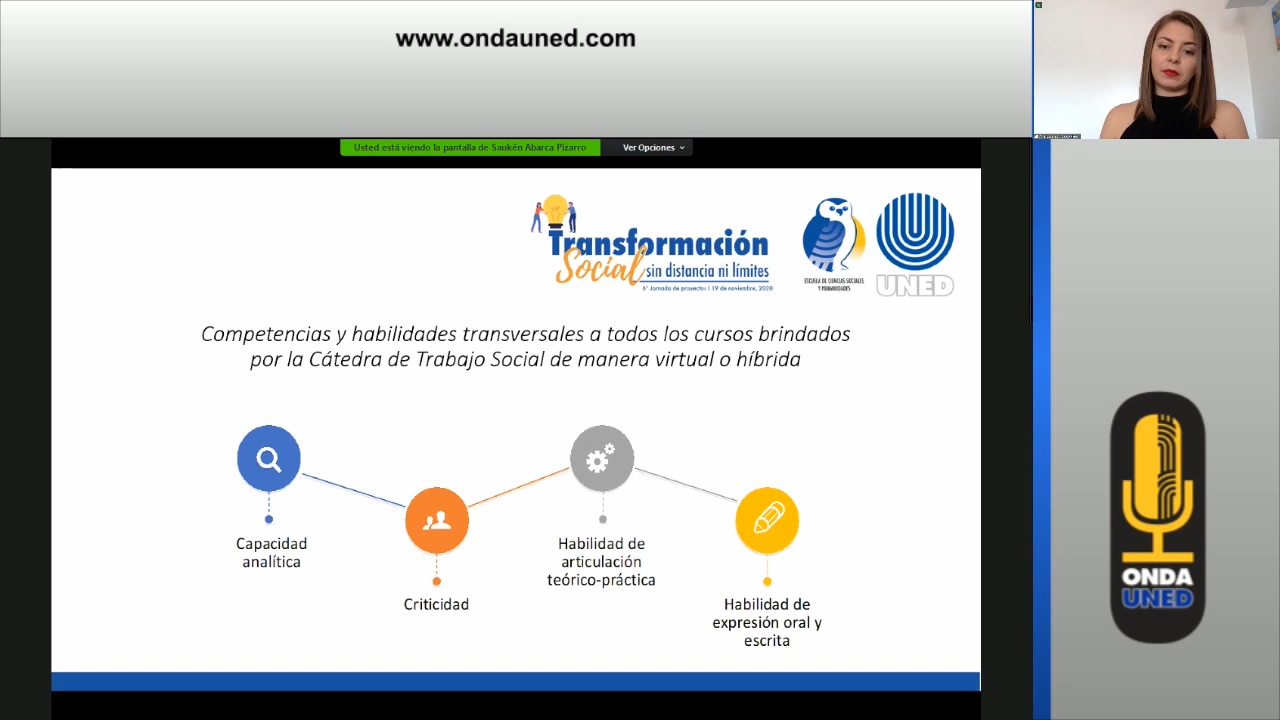 www.ondauned.com
Usted está viendo la pantalla de Saukén Abarca Pizarro
Ver Opciones
Transformación
Social sin distancia ni límites
6° Jornada de proyectos I 19 de noviembre, 2020
ESCUELA DE CIENCIAS SOCIALES
Y HUMANIDADES
UNED
Competencias y habilidades transversales a todos los cursos brindados
por la Cátedra de Trabajo Social de manera virtual o híbrida
Capacidad
analítica
Criticidad
Habilidad de
articulación
teórico-práctica
Habilidad de
expresión oral y
escrita
ONDA
UNED